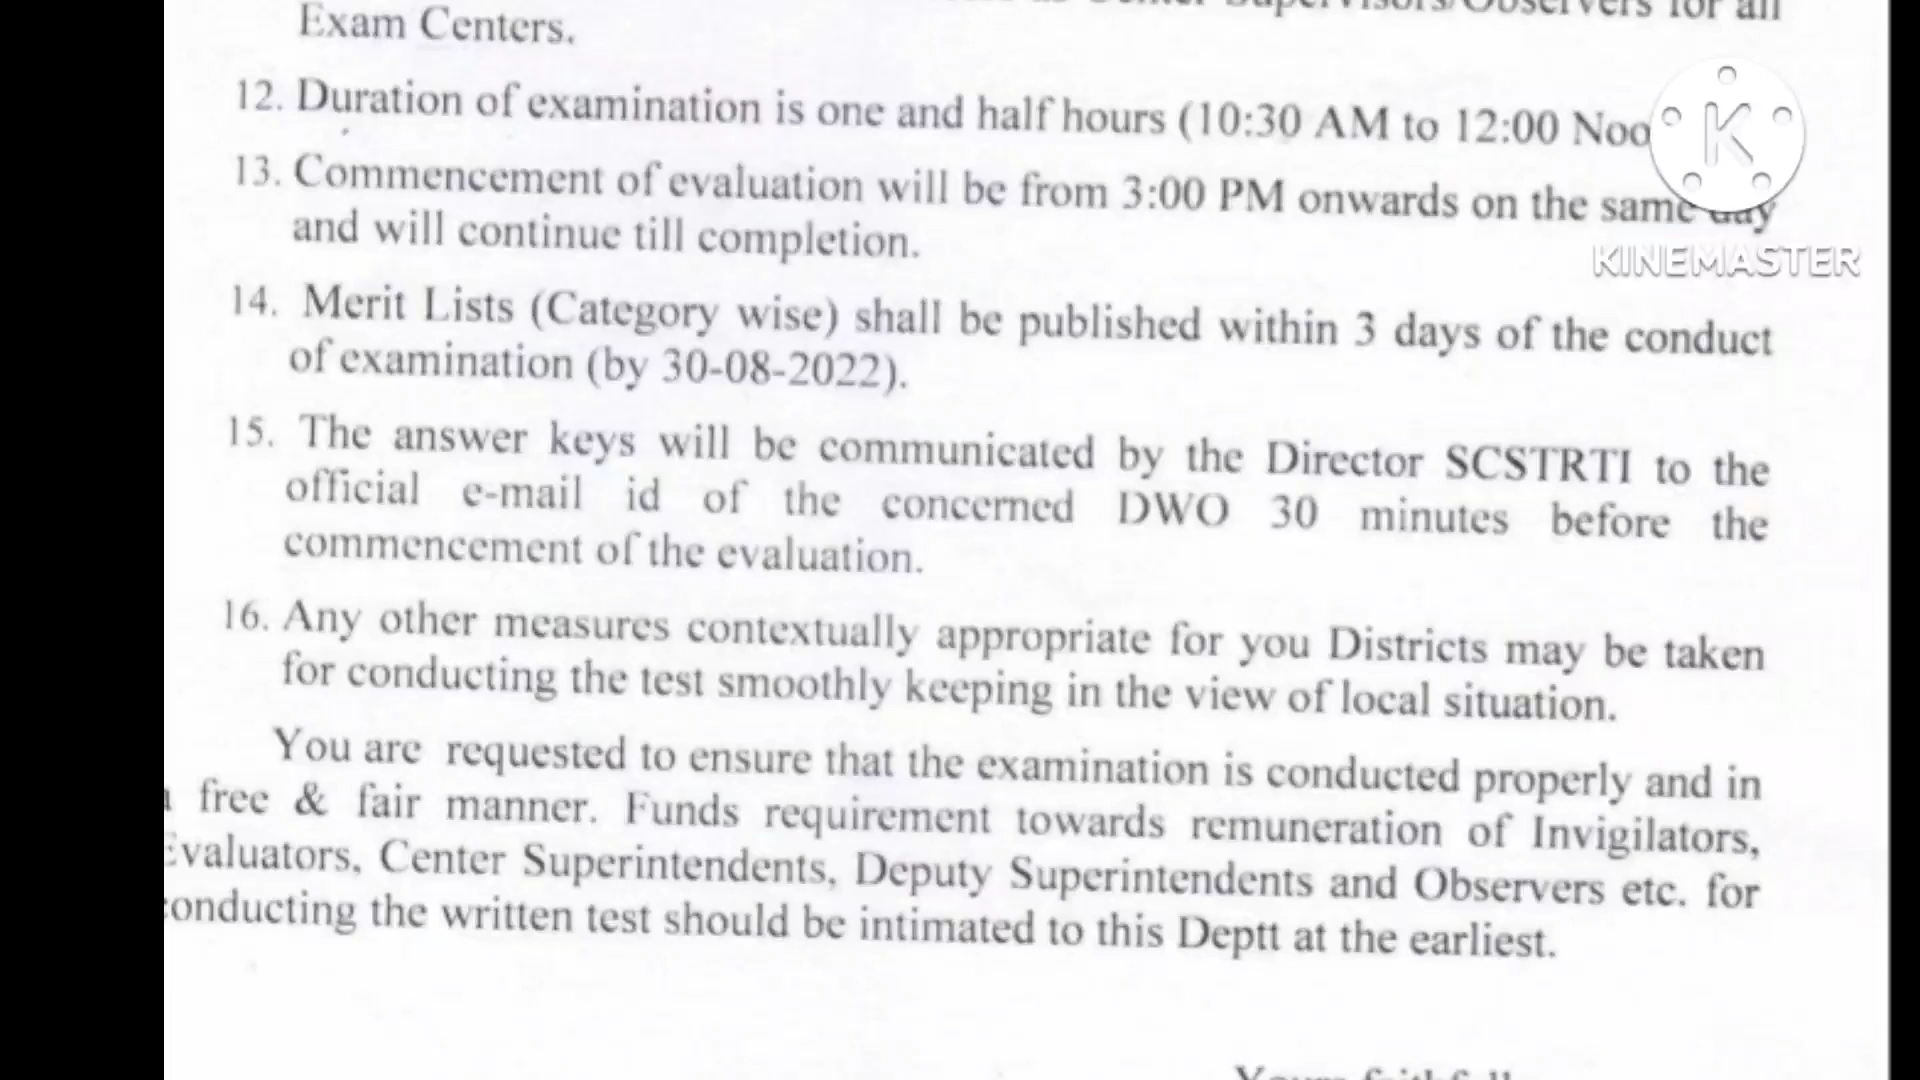 Supervisors/Observers for all
Exam Centers.
12. Duration of examination is one and half hours (10:30 AM to 12:00 Noo
K
13. Commencement of evaluation will be from 3:00 PM onwards on the same day
and will continue till completion.
KINEMASTER
14. Merit Lists (Category wise) shall be published within 3 days of the conduct
of examination (by 30-08-2022).
15. The answer keys will be communicated by the Director SCSTRTI to the
official e-mail id of the concerned DWO 30 minutes before the
commencement of the evaluation.
16. Any other measures contextually appropriate for you Districts may be taken
for conducting the test smoothly keeping in the view of local situation.
You are requested to ensure that the examination is conducted properly and in
free & fair manner. Funds requirement towards remuneration of Invigilators,
Evaluators, Center Superintendents, Deputy Superintendents and Observers etc. for
conducting the written test should be intimated to this Deptt at the earliest.